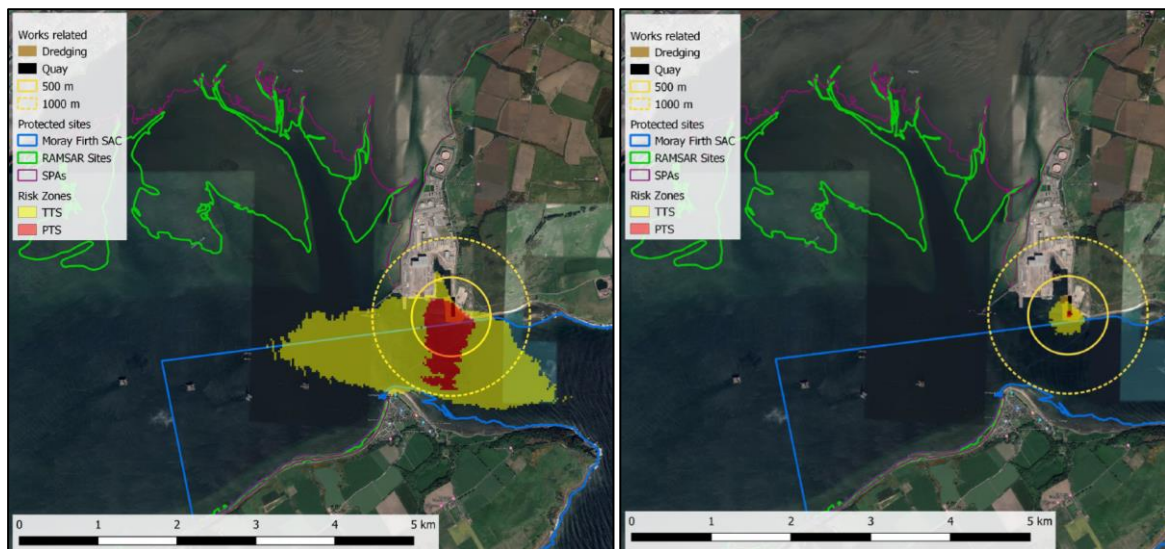 Works related
Dredging
Quay
500 m
1000 m
Protected sites
Moray Firth SAC
RAMSAR Sites
SPAs
Risk Zones
TTS
PTS
0 1 2 3 4 5 km
Works related
Dredging
Quay
500 m
1000 m
Protected sites
Moray Firth SAC
RAMSAR Sites
SPAs
Risk Zones
TTS
PTS
0 1 2 3 4 5 km